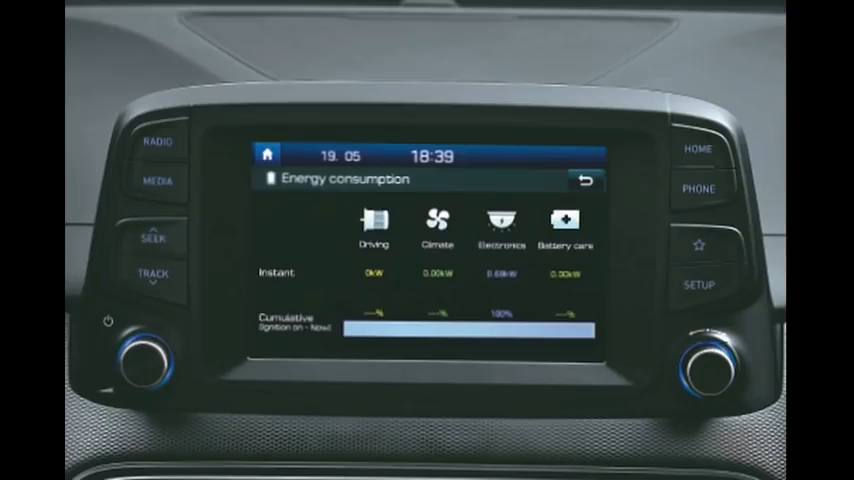 RADIO
MEDIA
SEEK
TRACK
19. 05 18:39
Energy consumption
Driving Climate Electronics Battery care
Instant 0kW 0.00kW 0.68kW 0.00kW
Cumulative ---% ---% 100% ---%
(Ignition on - Now)
HOME
PHONE
SETUP